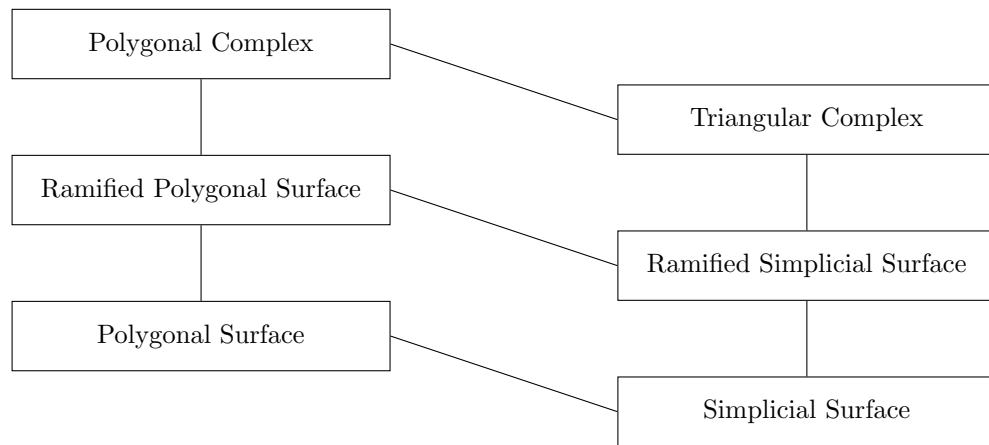 Polygonal Complex
Triangular Complex
Ramified Polygonal Surface
Ramified Simplicial Surface
Polygonal Surface
Simplicial Surface